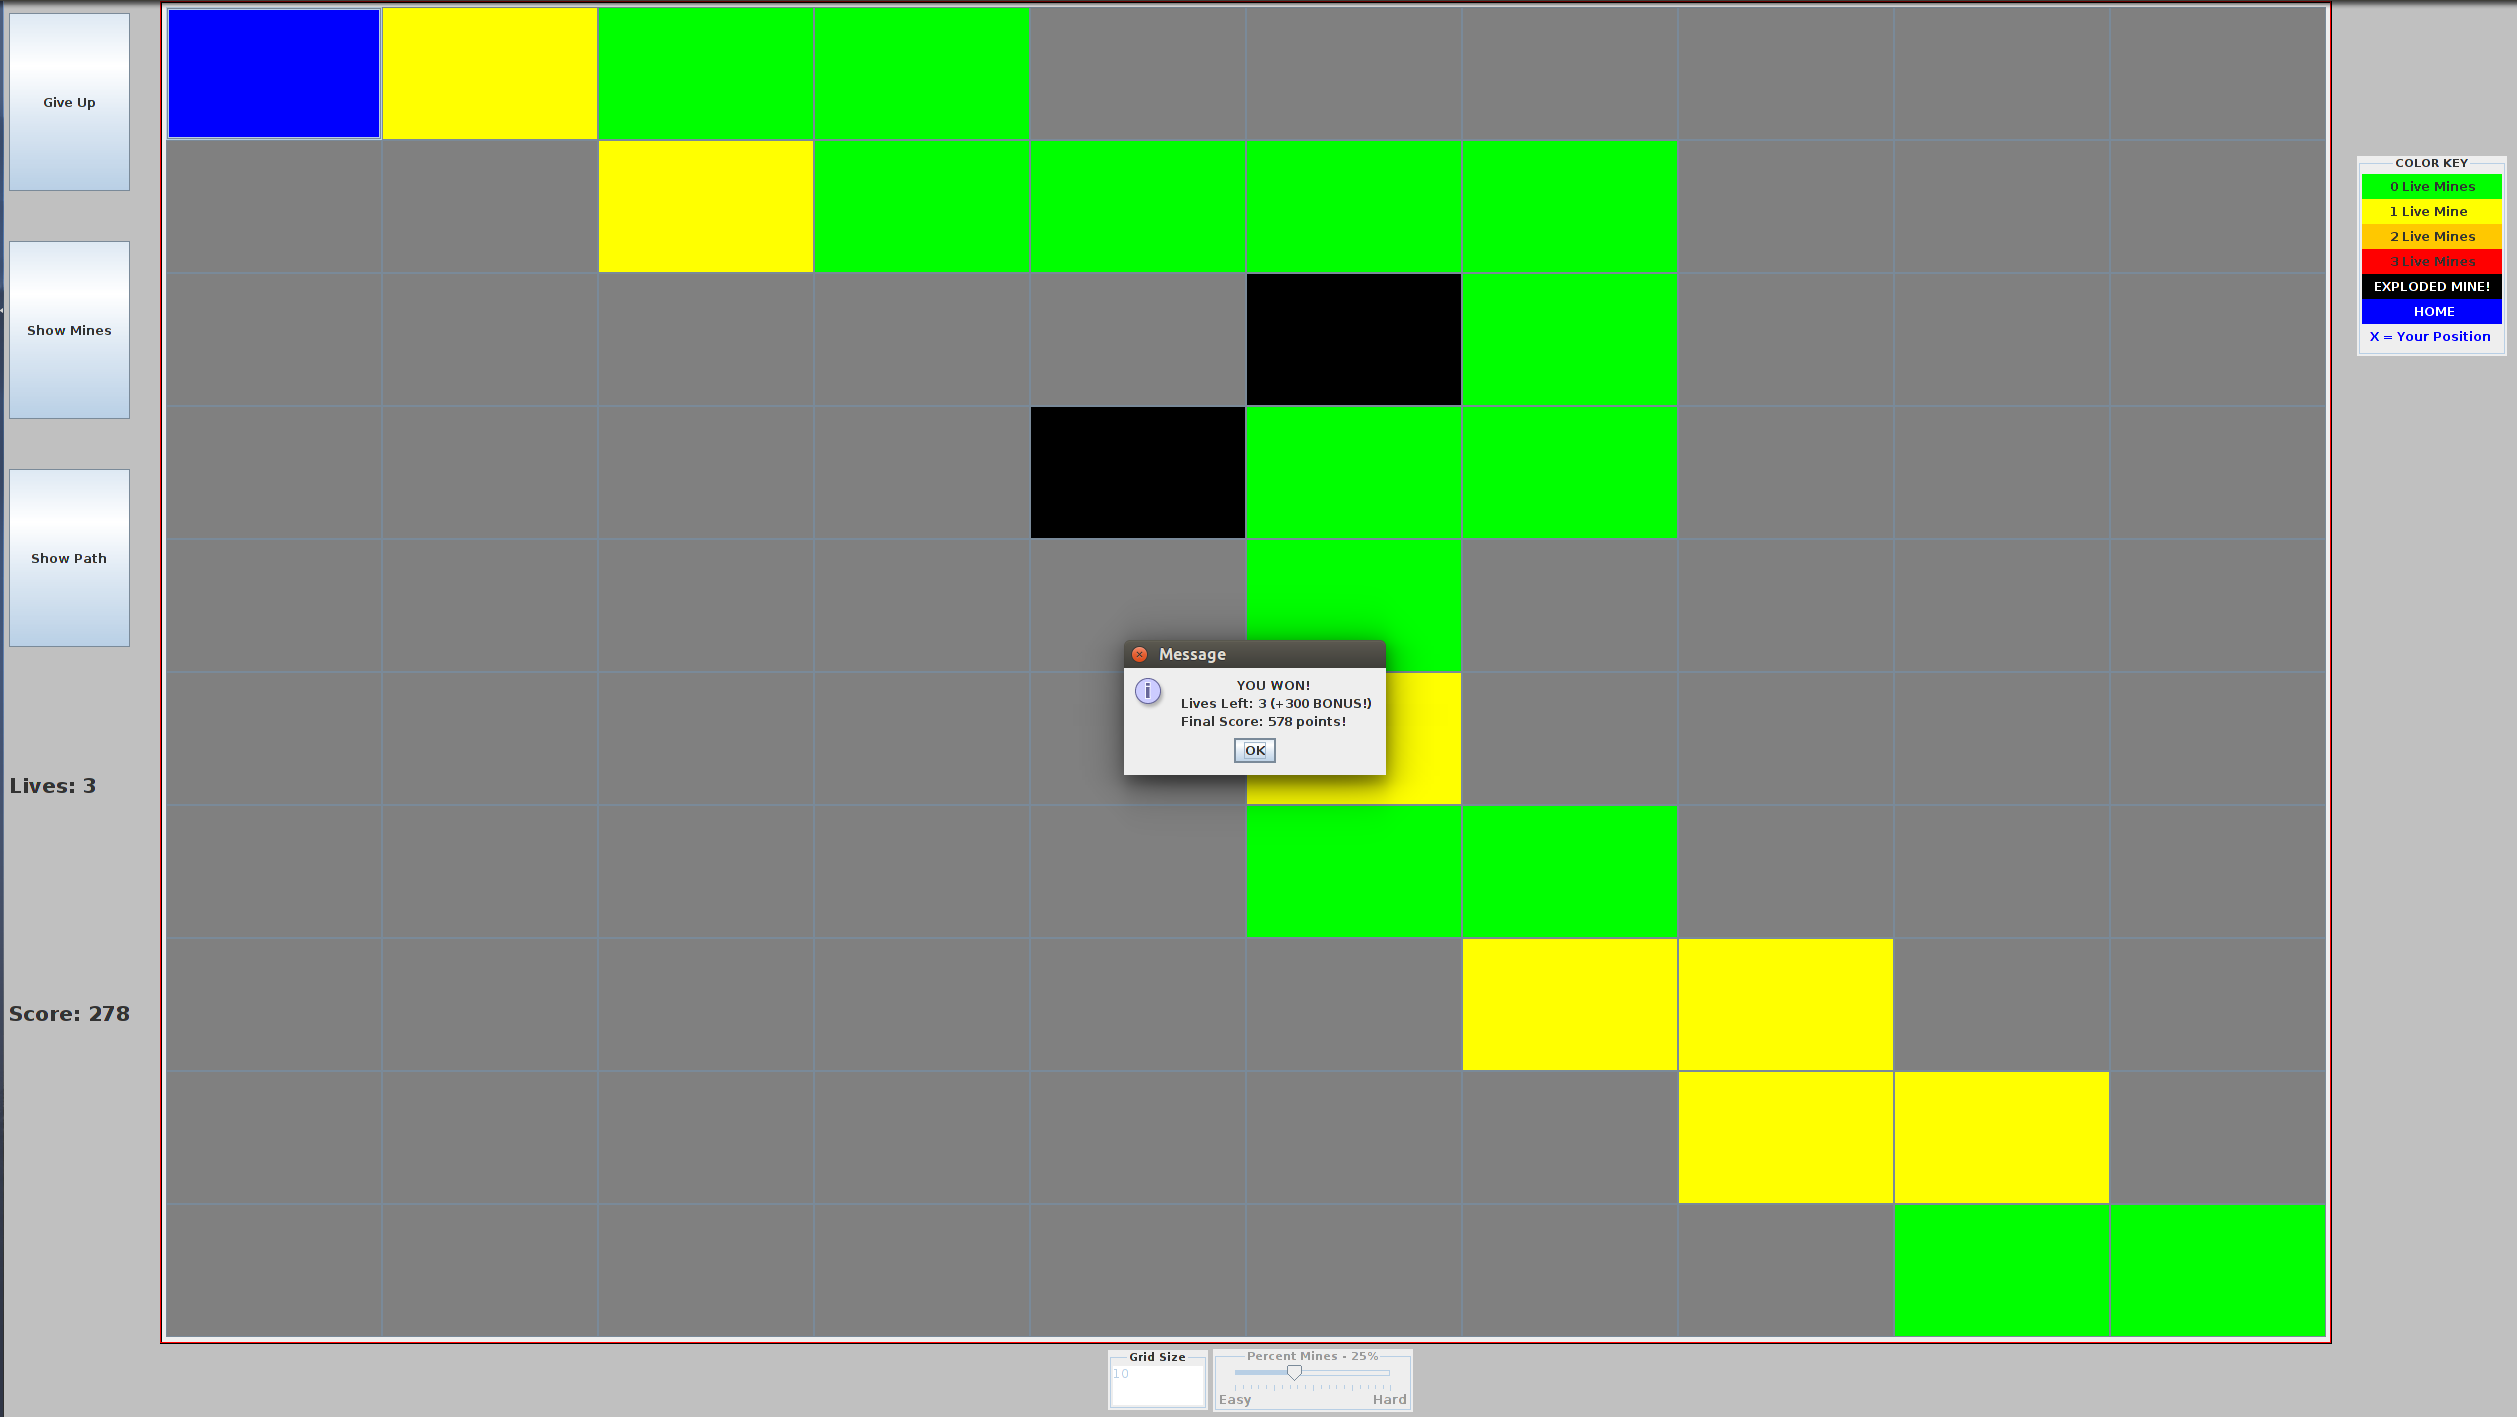 Give Up
Show Mines
Show Path
Lives: 3
Score: 278
Message
YOU WON!
Lives Left: 3 (+300 BONUS!)
Final Score: 578 points!
OK
COLOR KEY
0 Live Mines
1 Live Mine
2 Live Mines
3 Live Mines
EXPLODED MINE!
HOME
X = Your Position
Grid Size
10
Percent Mines - 25%
Easy Hard